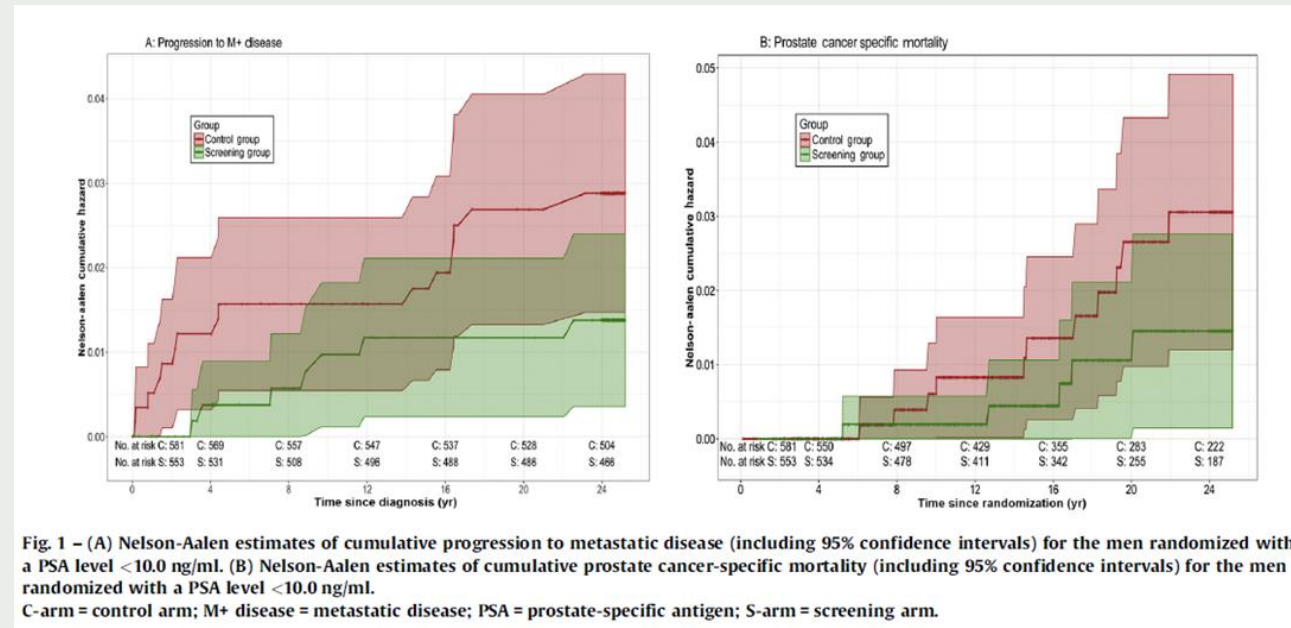 A: Progression to M+ disease
Nelson-aalen Cumulative hazard
0.04
0.03
0.02
0.01
0.00
Group
Control group
Screening group
No. at risk C: 581 C: 569 C: 557 C: 547 C: 537 C: 528 C: 504
No. at risk S: 553 S: 531 S: 508 S: 496 S: 488 S: 486 S: 466
0 4 8 12 16 20 24
Time since diagnosis (yr)
B: Prostate cancer specific mortality
Nelson-aalen cumulative hazard
0.05
0.04
0.03
0.02
0.01
0.00
Group
Control group
Screening group
No. at risk C: 581 C: 550 C: 497 C: 429 C: 355 C: 283 C: 222
No. at risk S: 553 S: 534 S: 478 S: 411 S: 342 S: 255 S: 187
0 4 8 12 16 20 24
Time since randomization (yr)
Fig. 1 – (A) Nelson-Aalen estimates of cumulative progression to metastatic disease (including 95% confidence intervals) for the men randomized with
a PSA level <10.0 ng/ml. (B) Nelson-Aalen estimates of cumulative prostate cancer-specific mortality (including 95% confidence intervals) for the men
randomized with a PSA level <10.0 ng/ml.
C-arm = control arm; M+ disease = metastatic disease; PSA = prostate-specific antigen; S-arm = screening arm.